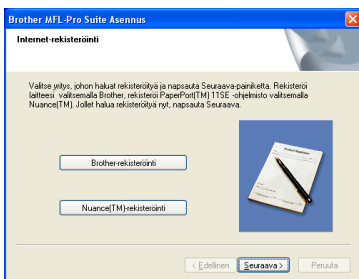 Brother MFL-Pro Suite Asennus
Internet-rekisteröinti
Valitse yritys, johon haluat rekisteröityä ja napsauta Seuraava-painiketta. Rekisteröi
laitteesi valitsemalla Brother, rekisteröi PaperPort(TM) 11SE -ohjelmisto valitsemalla
Nuance(TM). Jollet halua rekisteröityä nyt, napsauta Seuraava.
Brother-rekisteröinti
Product Registration
Nuance(TM)-rekisteröinti
< Edellinen
Seuraava >
Peruuta